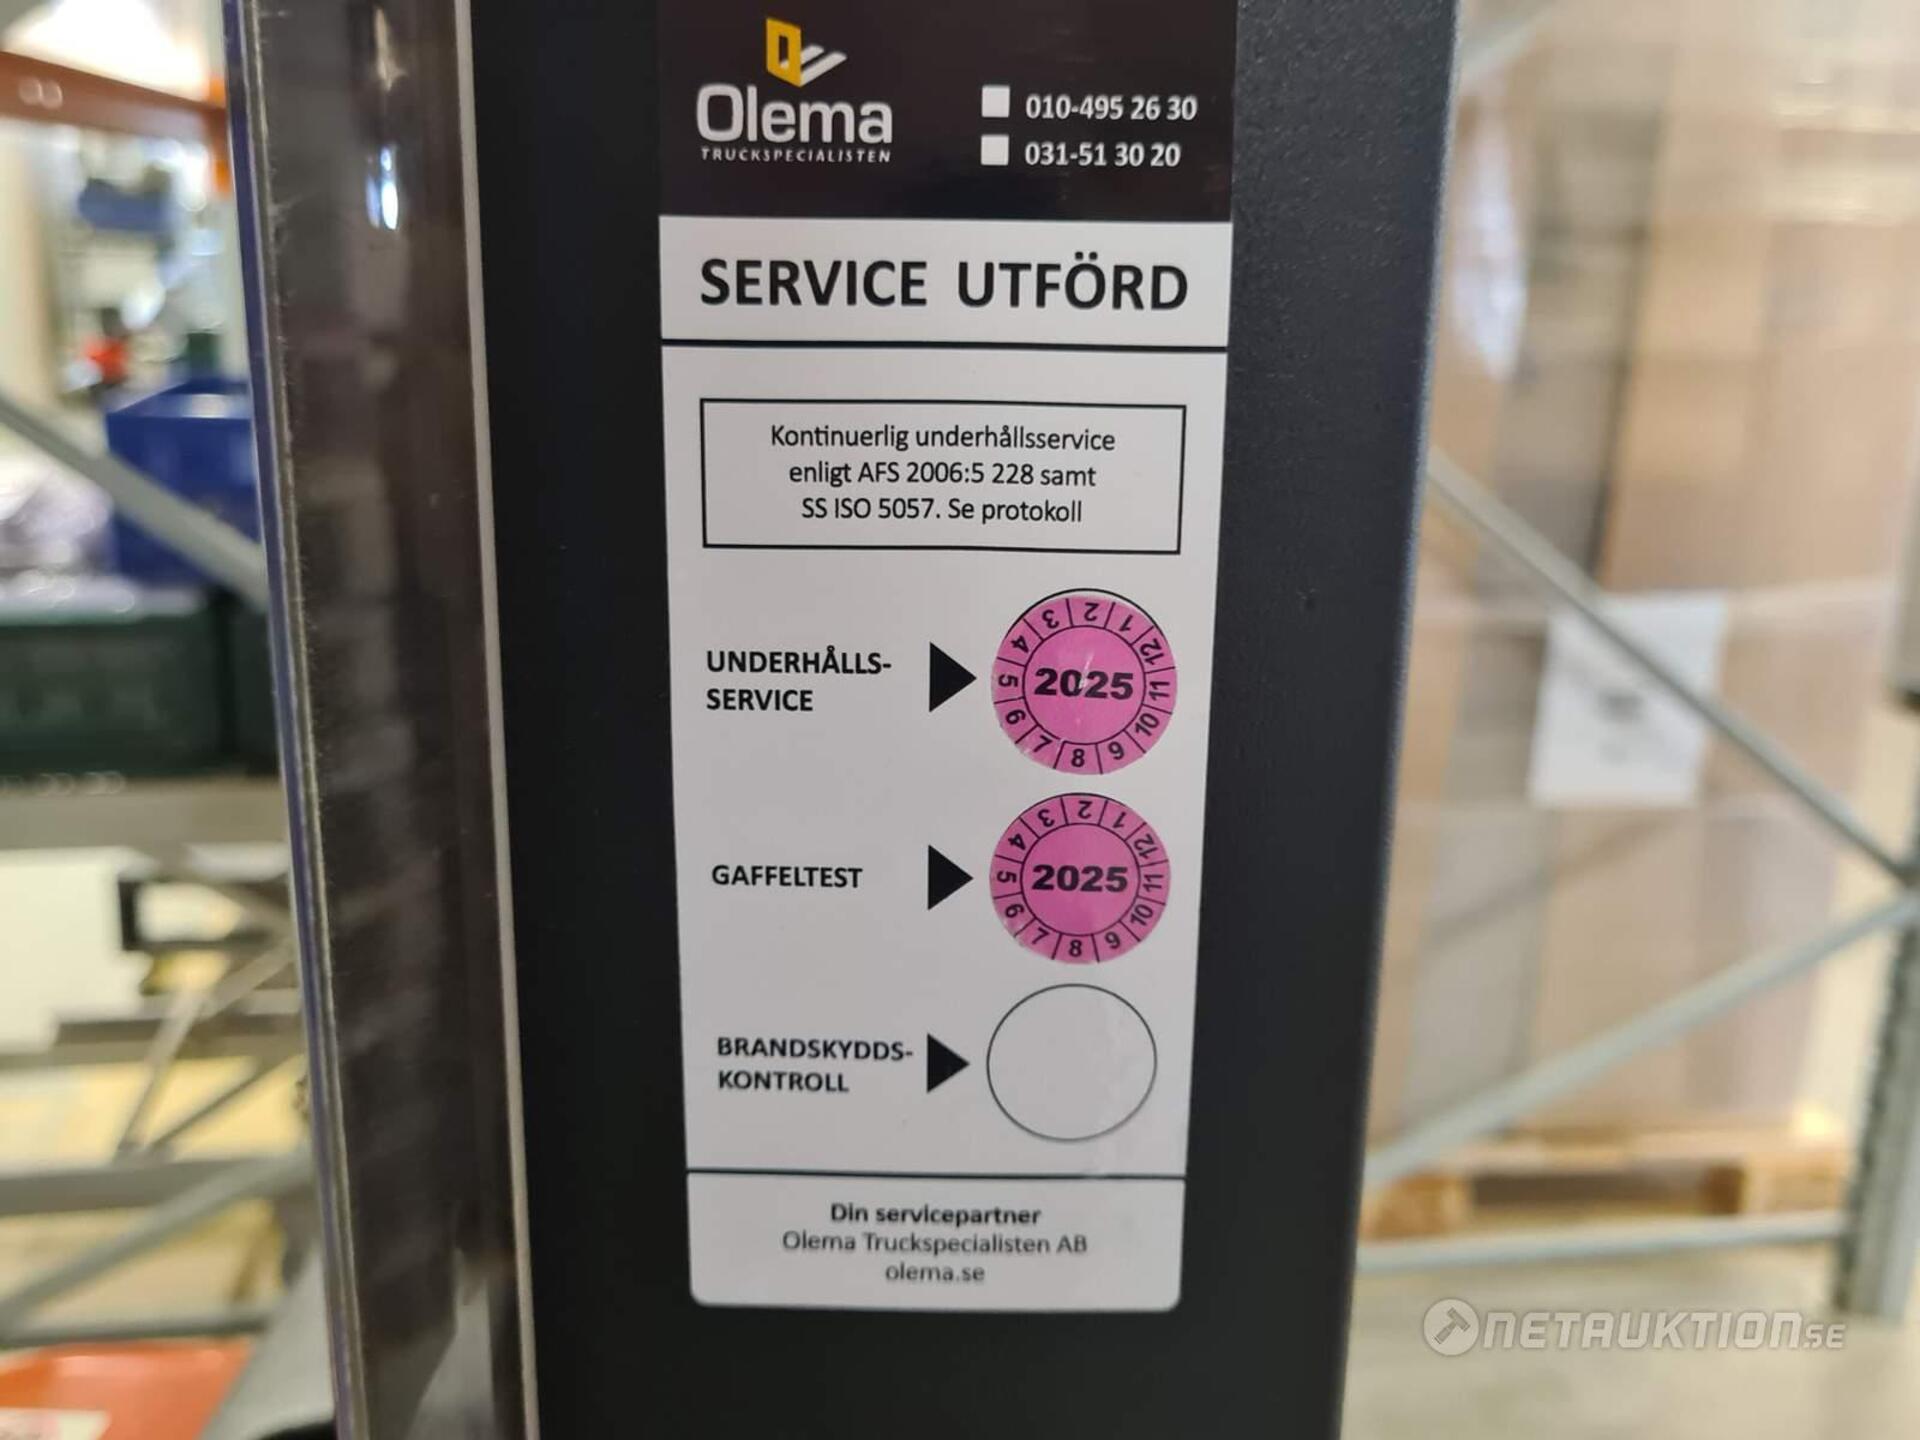 Olema
TRUCKSPECIALISTEN
010-495 26 30
031-51 30 20
SERVICE UTFÖRD
Kontinuerlig underhållsservice
enligt AFS 2006:5 228 samt
SS ISO 5057. Se protokoll
UNDERHÅLLS-
SERVICE
2025
1 2 3 4 5 6 7 8 9 10 11 12
GAFFELTEST
2025
1 2 3 4 5 6 7 8 9 10 11 12
BRANDSKYDDS-
KONTROLL
Din servicepartner
Olema Truckspecialisten AB
olema.se
NETAUKTION.SE